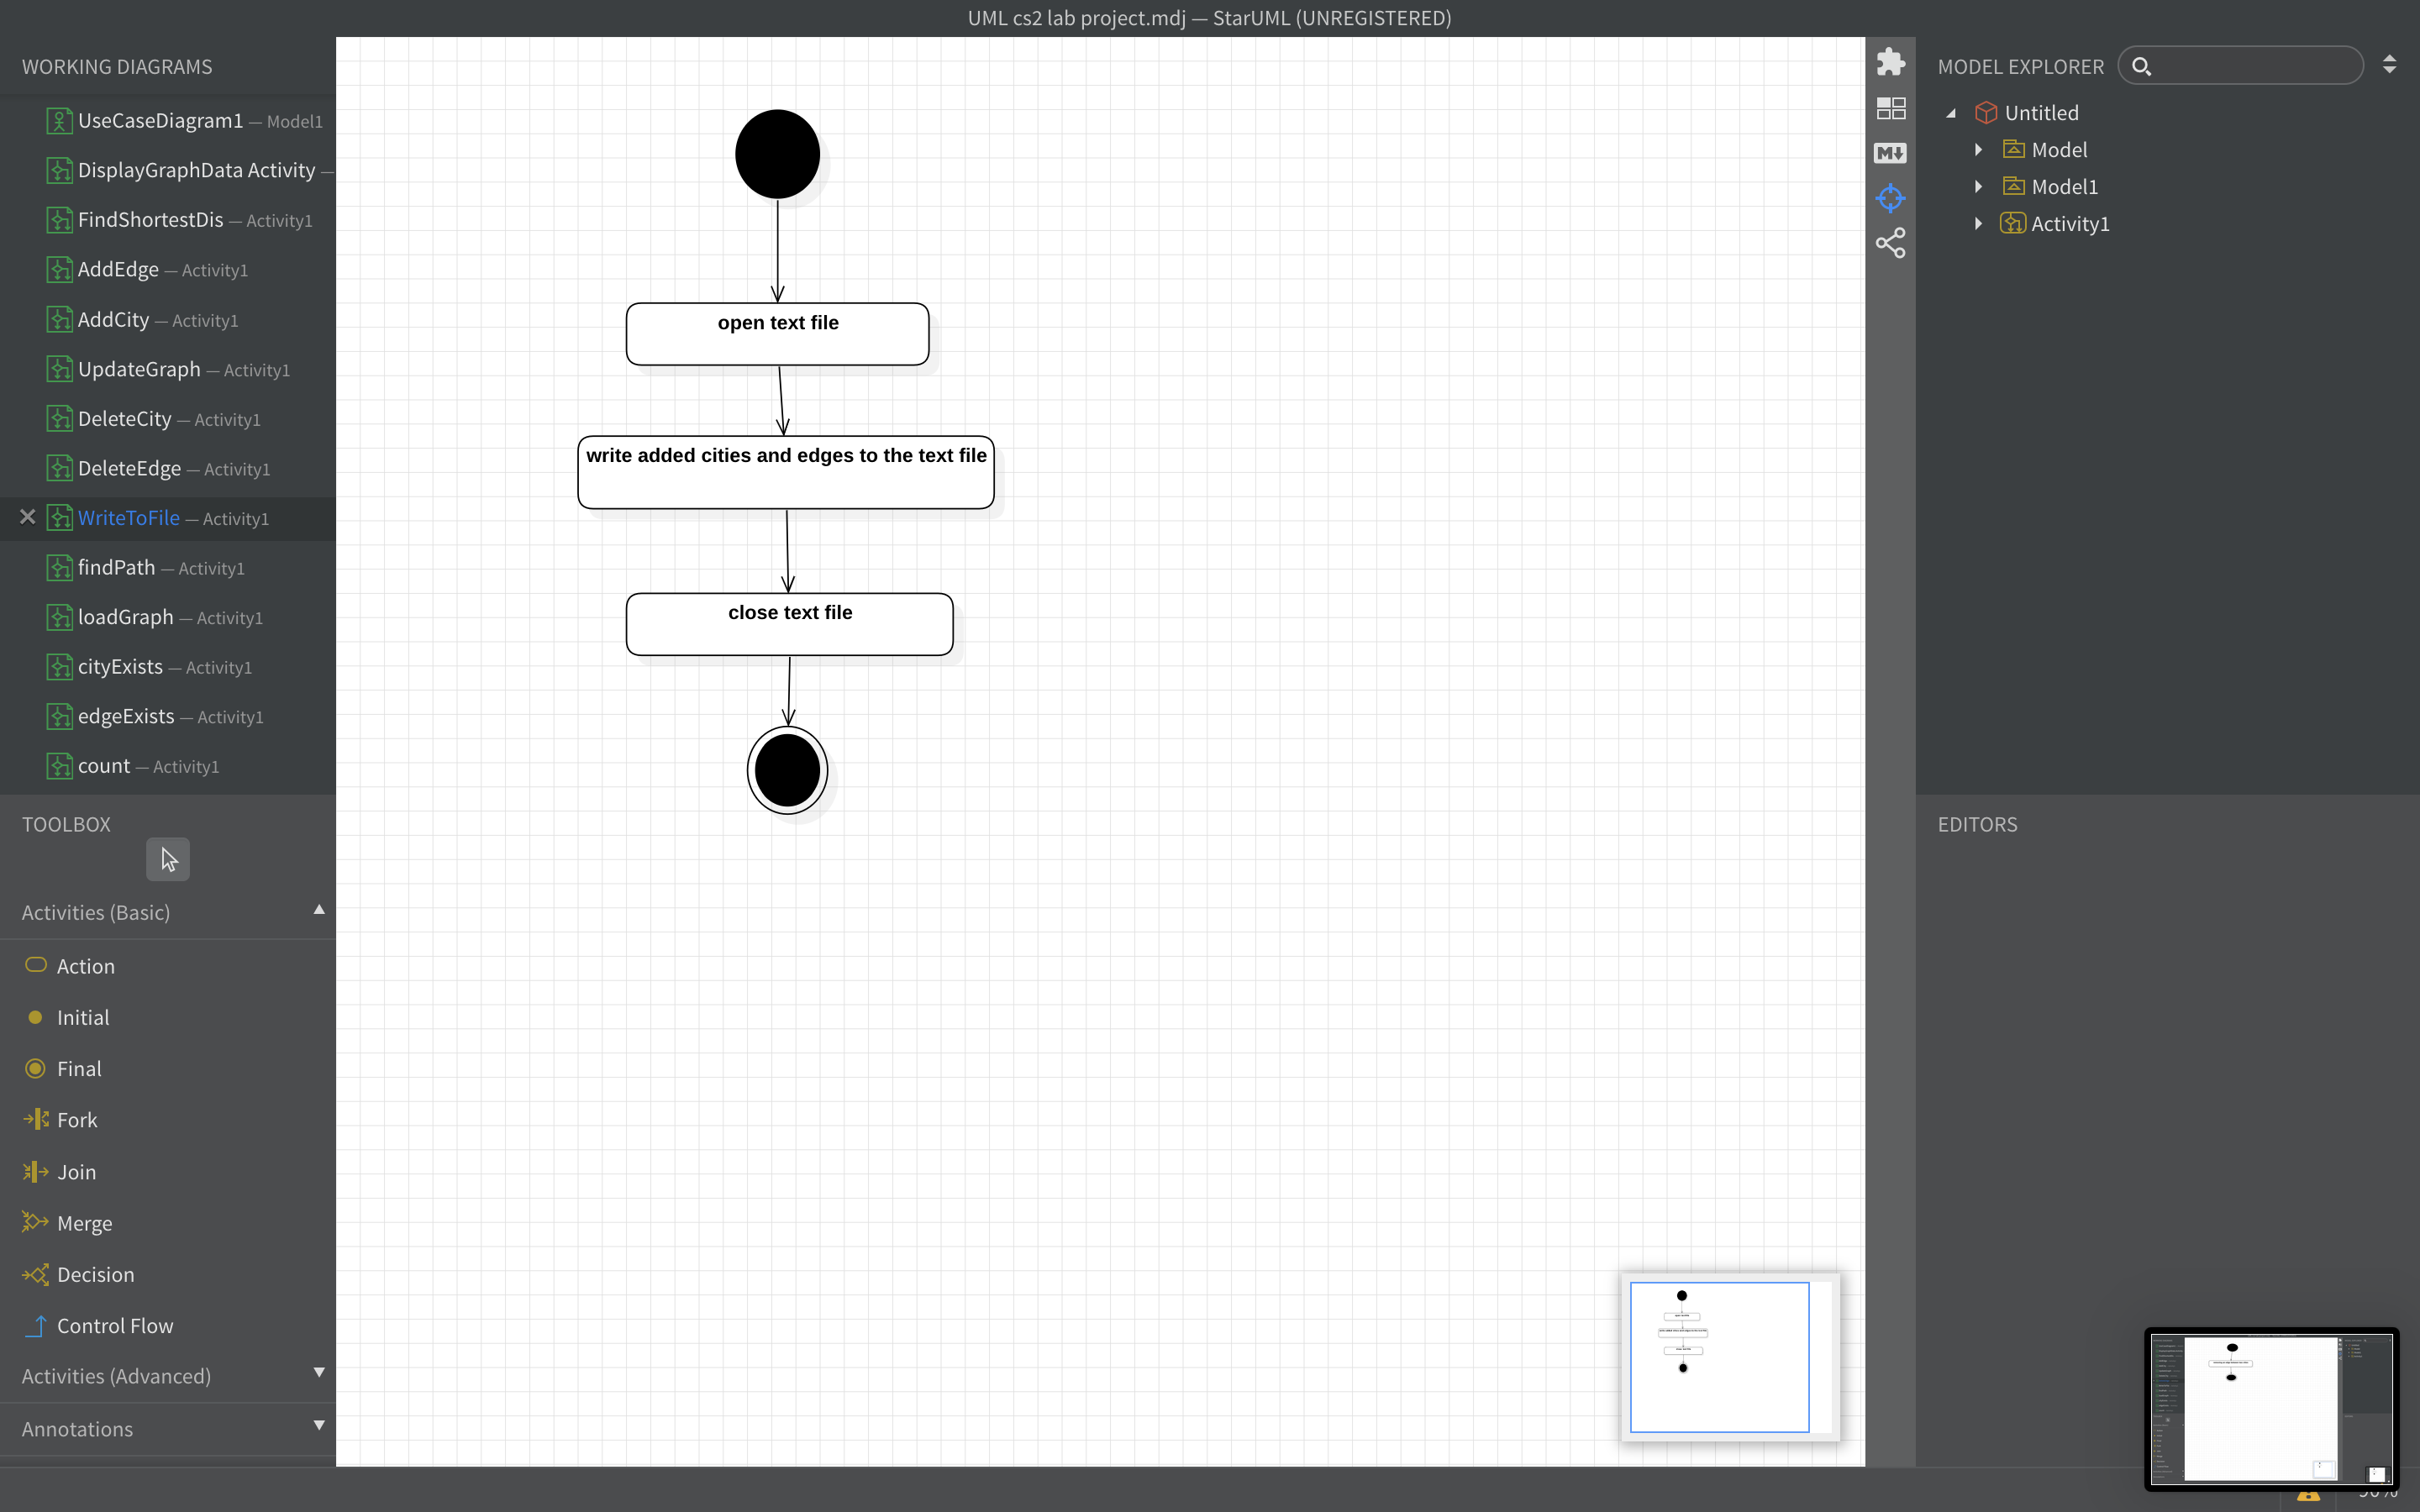 UML cs2 lab project.mdj — StarUML (UNREGISTERED)
WORKING DIAGRAMS
UseCaseDiagram1 — Model1
DisplayGraphData Activity —
FindShortestDis — Activity1
AddEdge — Activity1
AddCity — Activity1
UpdateGraph — Activity1
DeleteCity — Activity1
DeleteEdge — Activity1
WriteToFile — Activity1
findPath — Activity1
loadGraph — Activity1
cityExists — Activity1
edgeExists — Activity1
count — Activity1
TOOLBOX
Activities (Basic)
Action
Initial
Final
Fork
Join
Merge
Decision
Control Flow
Activities (Advanced)
Annotations
open text file
write added cities and edges to the text file
close text file
M
MODEL EXPLORER
Untitled
Model
Model1
Activity1
EDITORS